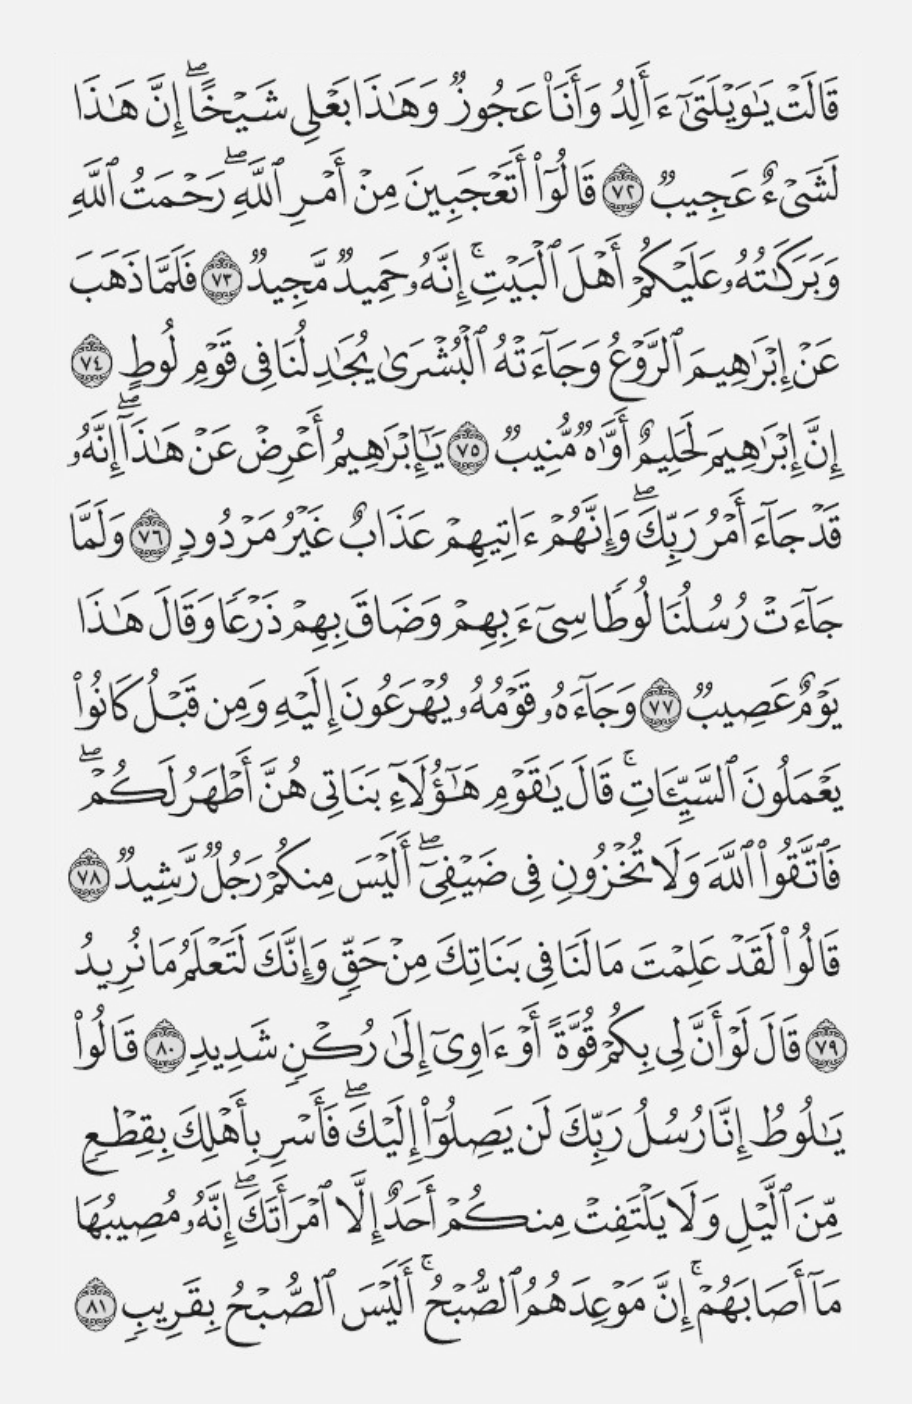 قَالَتْ يَـٰوَيْلَتَىٰٓ ءَأَلِدُ وَأَنَا۠ عَجُوزٌ وَهَـٰذَا بَعْلِى شَيْخًا ۖ إِنَّ هَـٰذَا
لَشَىْءٌ عَجِيبٌ ٧٢ قَالُوٓا۟ أَتَعْجَبِينَ مِنْ أَمْرِ ٱللَّهِ ۖ رَحْمَتُ ٱللَّهِ
وَبَرَكَـٰتُهُۥ عَلَيْكُمْ أَهْلَ ٱلْبَيْتِ ۚ إِنَّهُۥ حَمِيدٌ مَّجِيدٌ ٧٣ فَلَمَّا ذَهَبَ
عَنْ إِبْرَٰهِيمَ ٱلرَّوْعُ وَجَآءَتْهُ ٱلْبُشْرَىٰ يُجَـٰدِلُنَا فِى قَوْمِ لُوطٍ ٧٤
إِنَّ إِبْرَٰهِيمَ لَحَلِيمٌ أَوَّٰهٌ مُّنِيبٌ ٧٥ يَـٰٓإِبْرَٰهِيمُ أَعْرِضْ عَنْ هَـٰذَآ ۖ إِنَّهُۥ
قَدْ جَآءَ أَمْرُ رَبِّكَ ۖ وَإِنَّهُمْ ءَاتِيهِمْ عَذَابٌ غَيْرُ مَرْدُودٍ ٧٦ وَلَمَّا
جَآءَتْ رُسُلُنَا لُوطًا سِىٓءَ بِهِمْ وَضَاقَ بِهِمْ ذَرْعًا وَقَالَ هَـٰذَا
يَوْمٌ عَصِيبٌ ٧٧ وَجَآءَهُۥ قَوْمُهُۥ يُهْرَعُونَ إِلَيْهِ وَمِن قَبْلُ كَانُوا۟
يَعْمَلُونَ ٱلسَّيِّـَٔاتِ ۚ قَالَ يَـٰقَوْمِ هَـٰٓؤُلَآءِ بَنَاتِى هُنَّ أَطْهَرُ لَكُمْ ۖ
فَٱتَّقُوا۟ ٱللَّهَ وَلَا تُخْزُونِ فِى ضَيْفِىٓ ۖ أَلَيْسَ مِنكُمْ رَجُلٌ رَّشِيدٌ ٧٨
قَالُوا۟ لَقَدْ عَلِمْتَ مَا لَنَا فِى بَنَاتِكَ مِنْ حَقٍّ وَإِنَّكَ لَتَعْلَمُ مَا نُرِيدُ
٧٩ قَالَ لَوْ أَنَّ لِى بِكُمْ قُوَّةً أَوْ ءَاوِىٓ إِلَىٰ رُكْنٍ شَدِيدٍ ٨٠ قَالُوا۟
يَـٰلُوطُ إِنَّا رُسُلُ رَبِّكَ لَن يَصِلُوٓا۟ إِلَيْكَ ۖ فَأَسْرِ بِأَهْلِكَ بِقِطْعٍ
مِّنَ ٱلَّيْلِ وَلَا يَلْتَفِتْ مِنكُمْ أَحَدٌ إِلَّا ٱمْرَأَتَكَ ۖ إِنَّهُۥ مُصِيبُهَا
مَآ أَصَابَهُمْ ۚ إِنَّ مَوْعِدَهُمُ ٱلصُّبْحُ ۚ أَلَيْسَ ٱلصُّبْحُ بِقَرِيبٍ ٨١